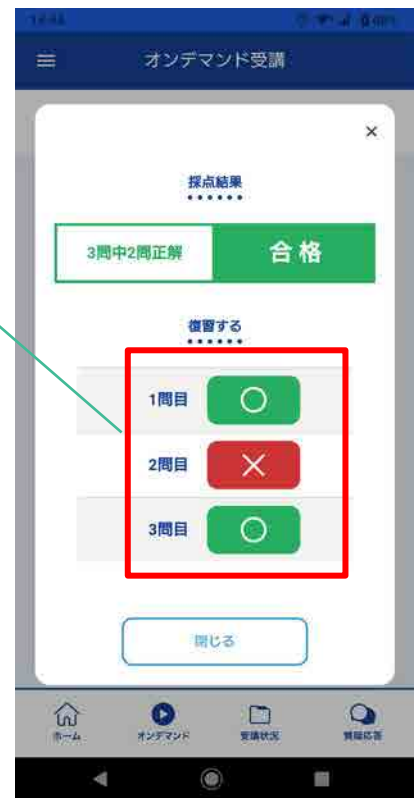 オンデマンド受講
×
採点結果
3問中2問正解 合格
復習する
1問目 ○
2問目 ×
3問目 ○
閉じる
ホーム オンデマンド 受講状況 質疑応答